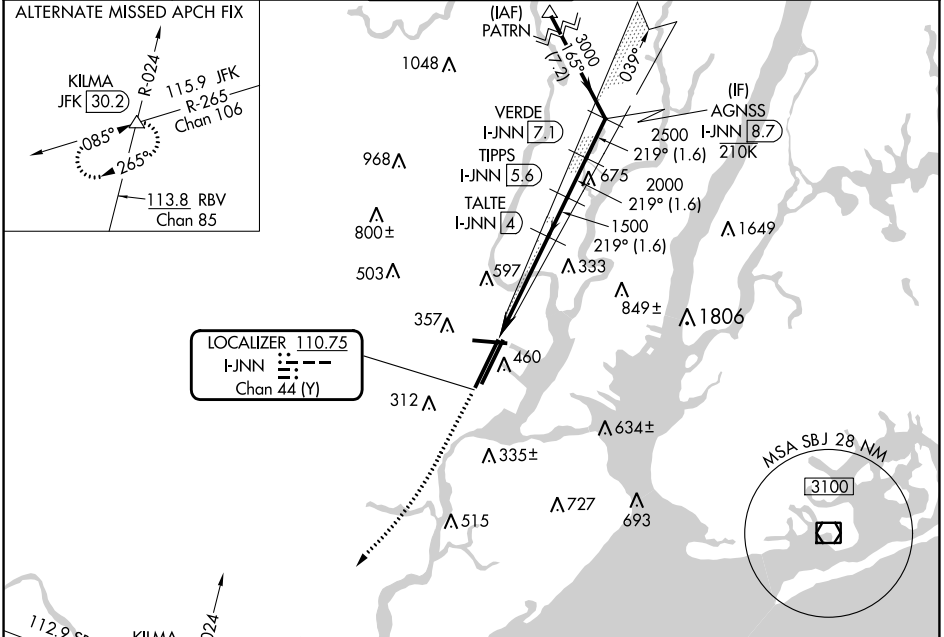 ALTERNATE MISSED APCH FIX
KILMA
JFK 30.2
R-024
115.9 JFK
R-265
Chan 106
085°
265°
113.8 RBV
Chan 85
(IAF)
PATRN
3000
165°
(7.2)
039°
1048
(IF)
AGNSS
I-JNN 8.7
210K
VERDE
I-JNN 7.1
2500
219° (1.6)
TIPPS
I-JNN 5.6
968
675
2000
219° (1.6)
TALTE
I-JNN 4
1500
219° (1.6)
800±
1649
503
597
333
849±
1806
357
LOCALIZER 110.75
I-JNN
Chan 44 (Y)
460
312
634±
335±
MSA SBJ 28 NM
3100
727
693
515
KILMA